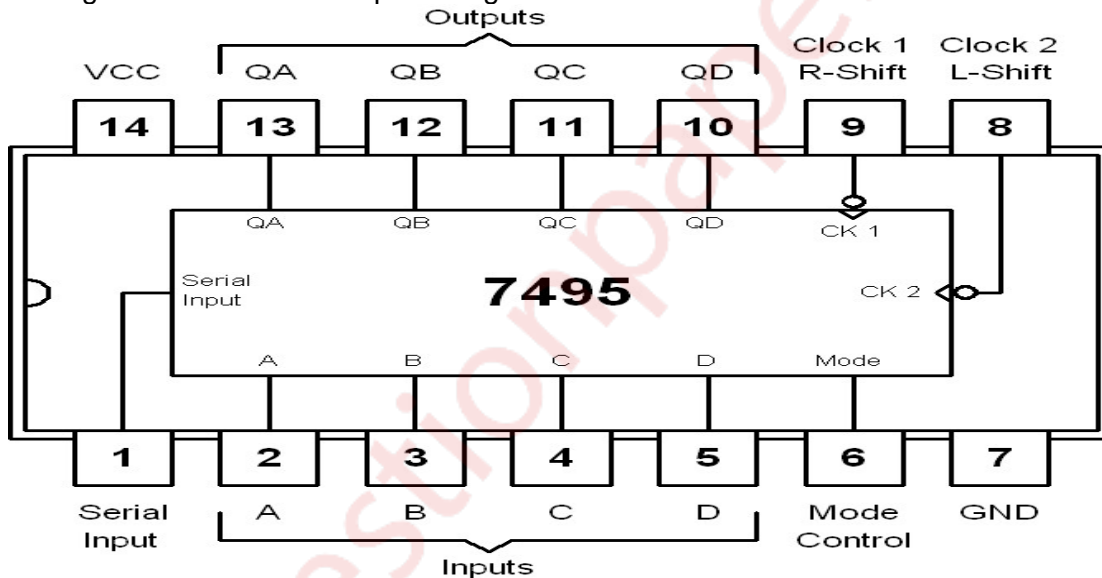 Outputs
VCC QA QB QC QD Clock 1 R-Shift Clock 2 L-Shift
14 13 12 11 10 9 8
QA QB QC QD CK 1
Serial Input
7495
CK 2
A B C D Mode
1 2 3 4 5 6 7
Serial Input A B C D Mode Control GND
Inputs